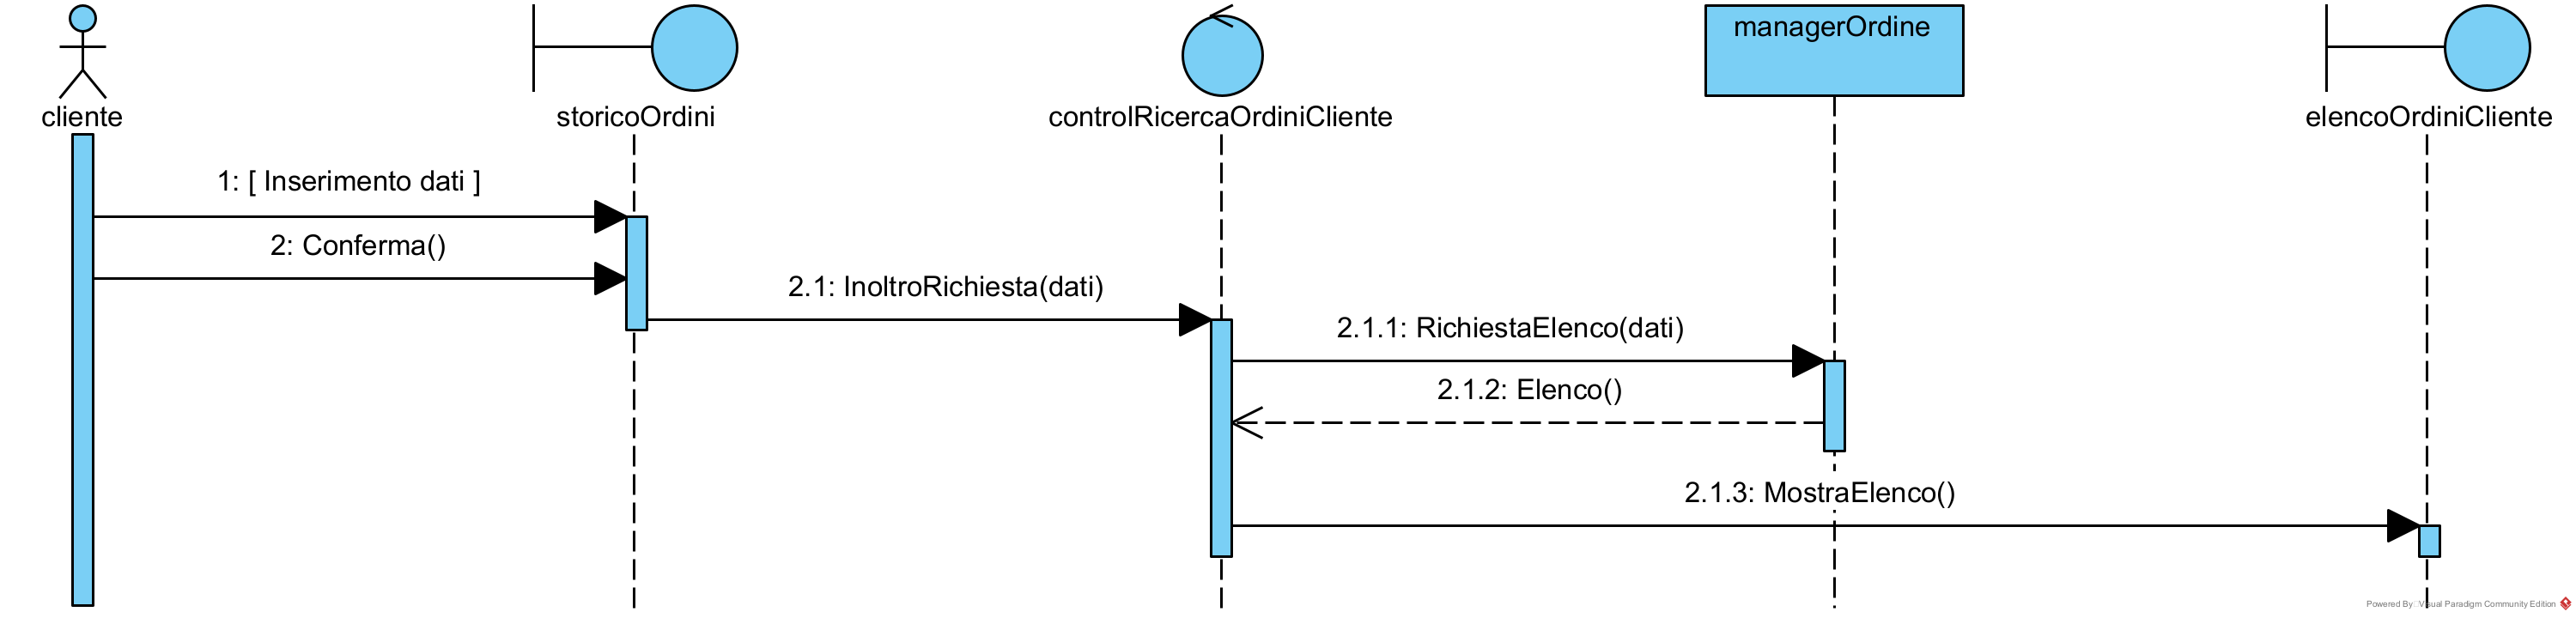 managerOrdine
cliente
storicoOrdini
controlRicercaOrdiniCliente
elencoOrdiniCliente
1: [ Inserimento dati ]
2: Conferma()
2.1: InoltroRichiesta(dati)
2.1.1: RichiestaElenco(dati)
2.1.2: Elenco()
2.1.3: MostraElenco()
Powered By Visual Paradigm Community Edition